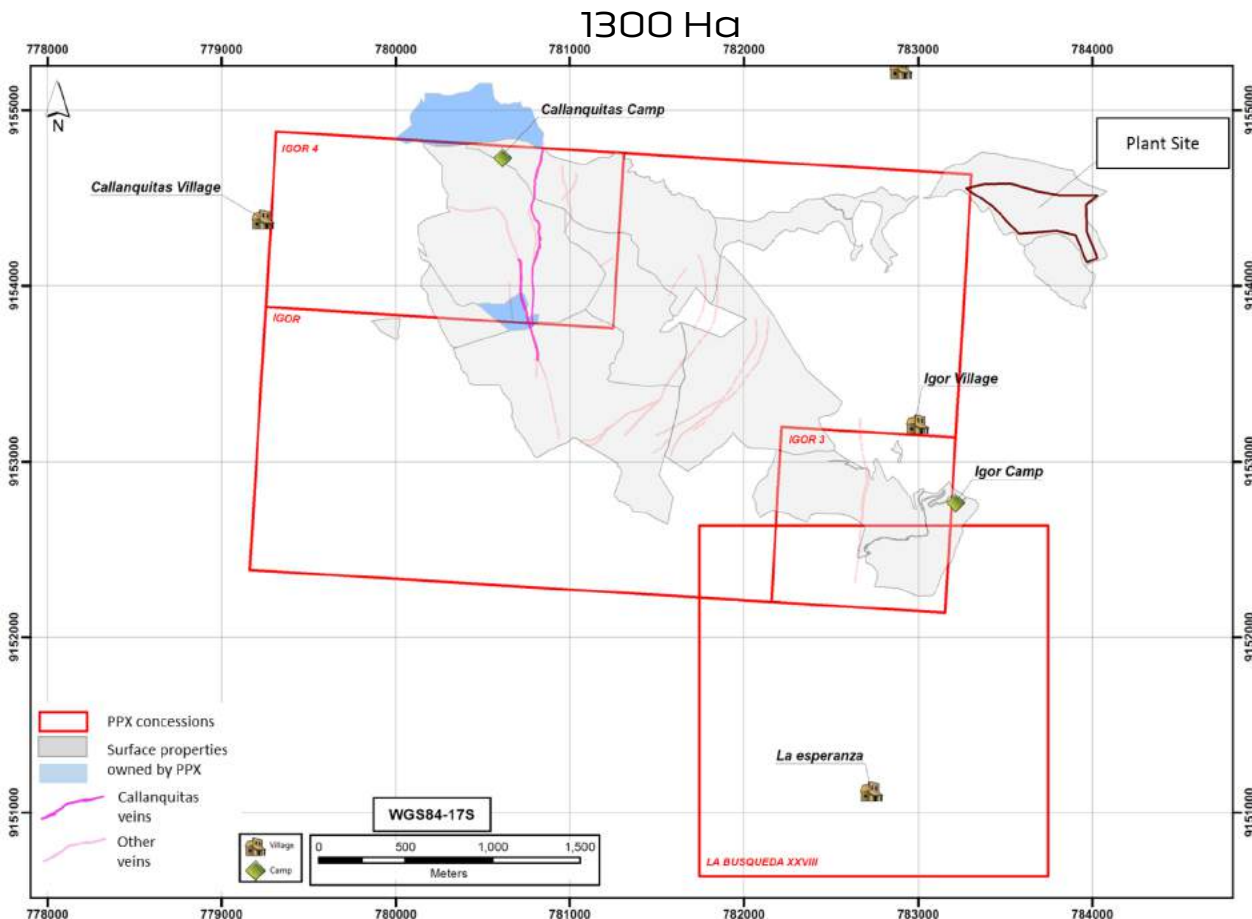 1300 Ha
778000 779000 780000 781000 782000 783000 784000
9155000 9155000
N
Callanquitas Camp
Plant Site
IGOR 4
Callanquitas Village
9154000 9154000
IGOR
Igor Village
IGOR 3
9153000 9153000
Igor Camp
9152000 9152000
PPX concessions
Surface properties
owned by PPX
La esperanza
Callanquitas
veins
WGS84-17S
9151000 9151000
Other
veins
Village
Camp
0 500 1,000 1,500
Meters
LA BUSQUEDA XXVIII
778000 779000 780000 781000 782000 783000 784000